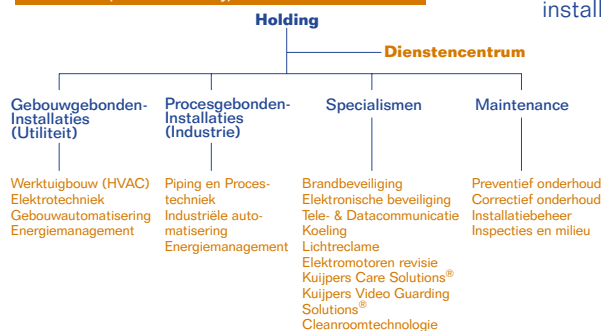 install
Holding
Dienstencentrum
Gebouwgebonden-
Installaties
(Utiliteit)
Werktuigbouw (HVAC)
Elektrotechniek
Gebouwautomatisering
Energiemanagement
Procesgebonden-
Installaties
(Industrie)
Piping en Proces-
techniek
Industriële auto-
matisering
Energiemanagement
Specialismen
Brandbeveiliging
Elektronische beveiliging
Tele- & Datacommunicatie
Koeling
Lichtreclame
Elektromotoren revisie
Kuijpers Care Solutions®
Kuijpers Video Guarding
Solutions®
Cleanroomtechnologie
Maintenance
Preventief onderhoud
Correctief onderhoud
Installatiebeheer
Inspecties en milieu